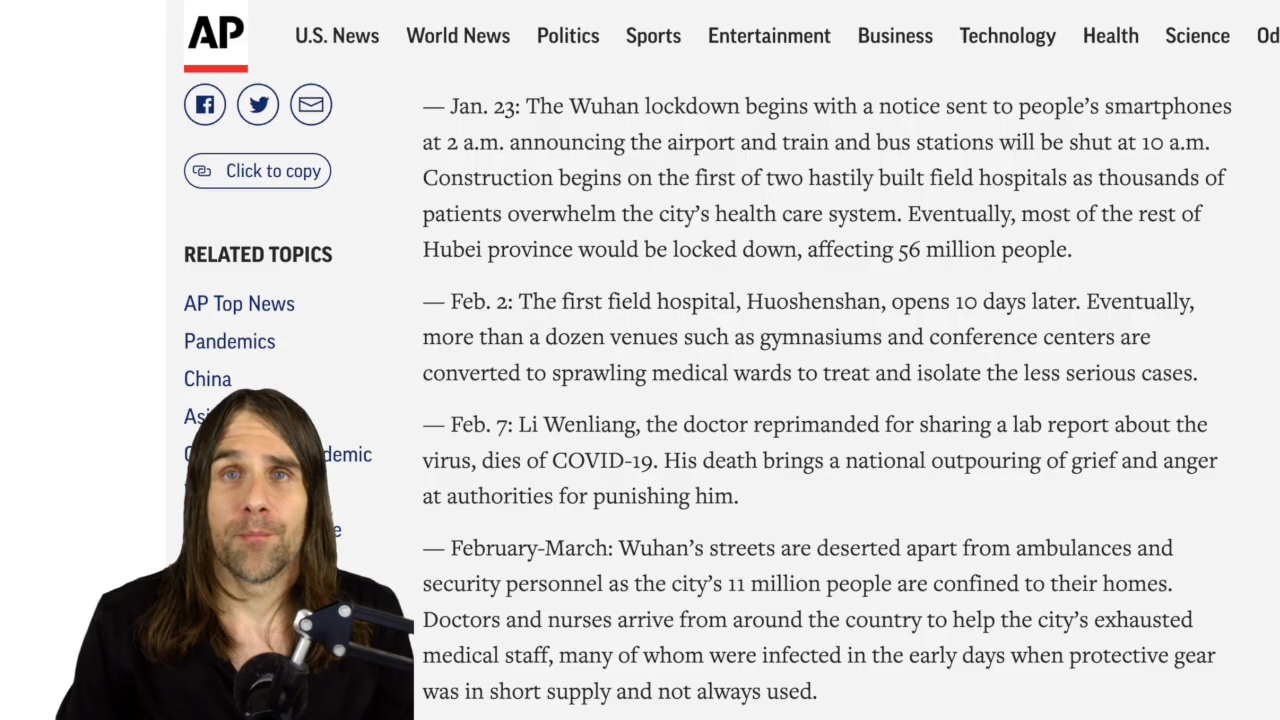 AP
U.S. News World News Politics Sports Entertainment Business Technology Health Science Od
Click to copy
RELATED TOPICS
AP Top News
Pandemics
China
demic
— Jan. 23: The Wuhan lockdown begins with a notice sent to people’s smartphones
at 2 a.m. announcing the airport and train and bus stations will be shut at 10 a.m.
Construction begins on the first of two hastily built field hospitals as thousands of
patients overwhelm the city’s health care system. Eventually, most of the rest of
Hubei province would be locked down, affecting 56 million people.
— Feb. 2: The first field hospital, Huoshenshan, opens 10 days later. Eventually,
more than a dozen venues such as gymnasiums and conference centers are
converted to sprawling medical wards to treat and isolate the less serious cases.
— Feb. 7: Li Wenliang, the doctor reprimanded for sharing a lab report about the
virus, dies of COVID-19. His death brings a national outpouring of grief and anger
at authorities for punishing him.
— February-March: Wuhan’s streets are deserted apart from ambulances and
security personnel as the city’s 11 million people are confined to their homes.
Doctors and nurses arrive from around the country to help the city’s exhausted
medical staff, many of whom were infected in the early days when protective gear
was in short supply and not always used.